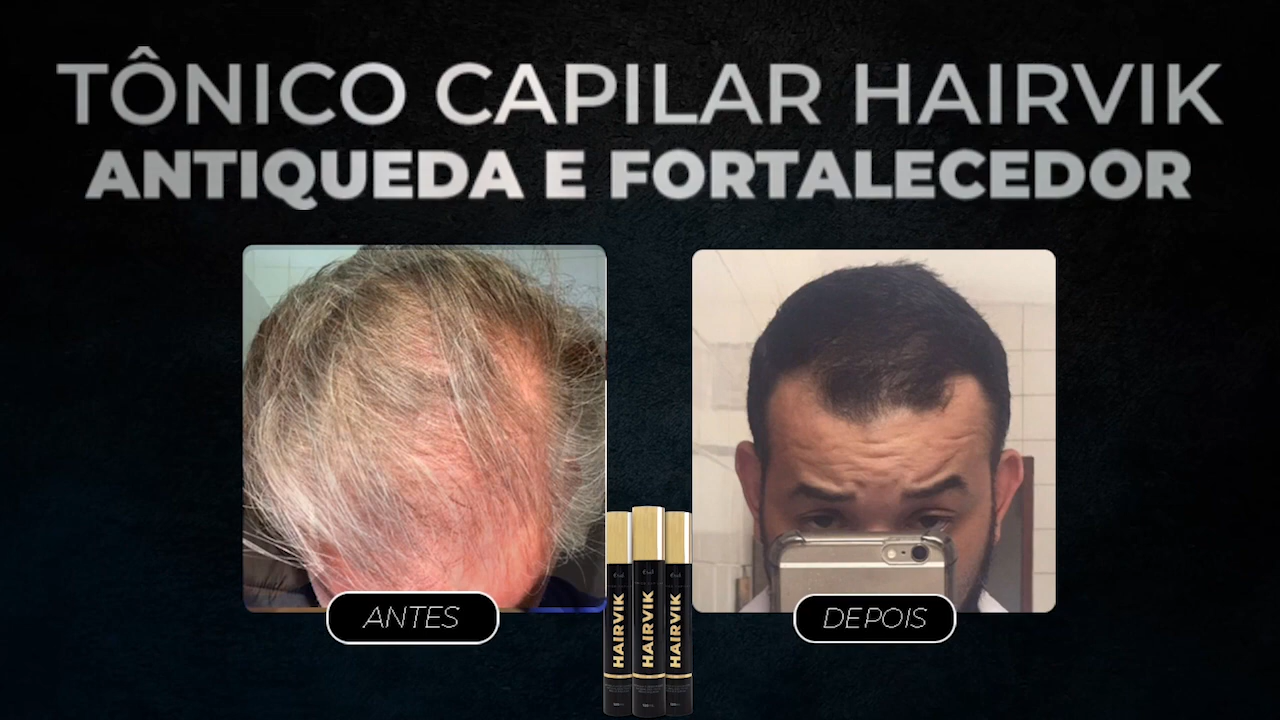 TÔNICO CAPILAR HAIRVIK
ANTIQUEDA E FORTALECEDOR
ANTES
DEPOIS
HAIRVIK
HAIRVIK
HAIRVIK